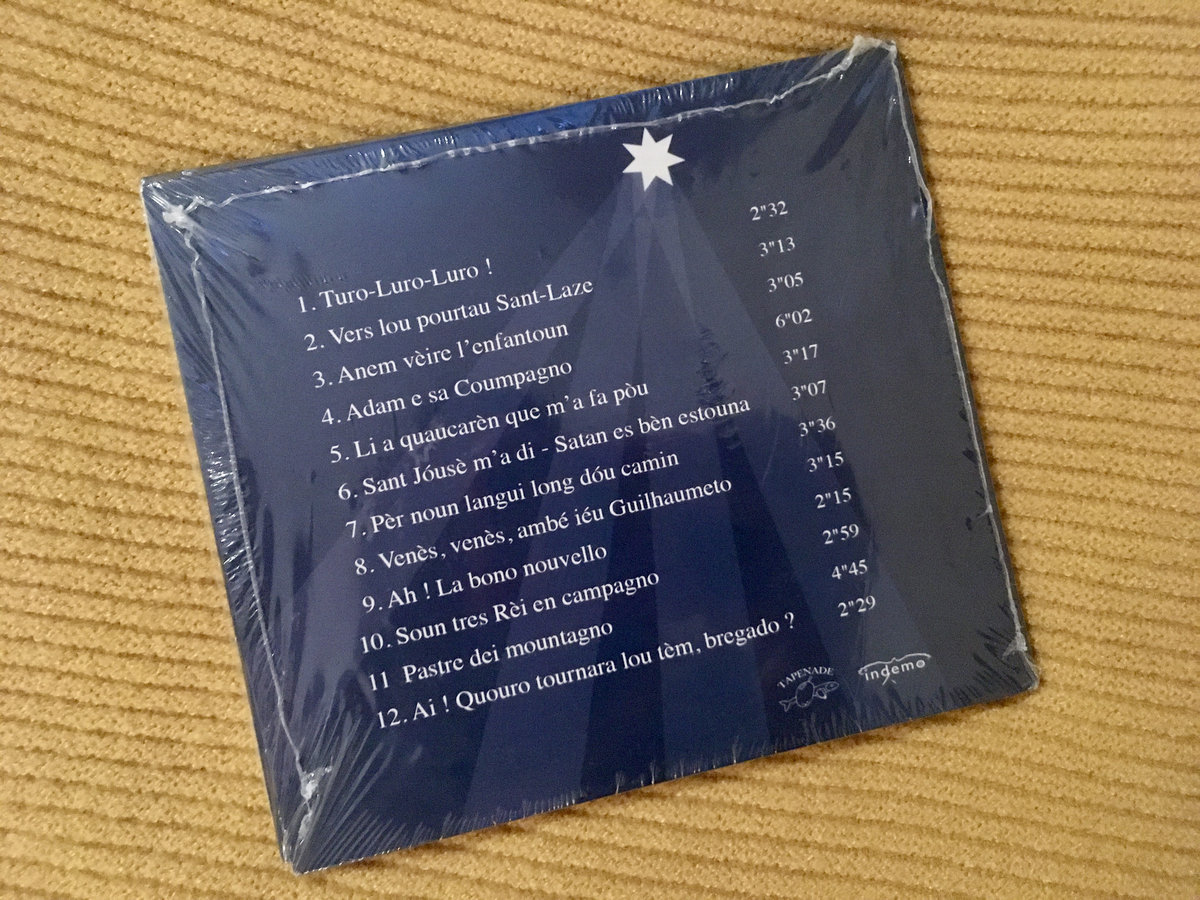 1. Turo-Luro-Luro ! 2"32
2. Vers lou pourtau Sant-Laze 3"13
3. Anem vèire l'enfantoun 3"05
4. Adam e sa Coumpagno 6"02
5. Li a quaucarèn que m'a fa pòu 3"17
6. Sant Jóusè m'a di - Satan es bèn estouna 3"07
7. Pèr noun langui long dóu camin 3"36
8. Venès, venès, ambé iéu Guilhaumeto 3"15
9. Ah ! La bono nouvello 2"15
10. Soun tres Rèi en campagno 2"59
11 Pastre dei mountagno 4"45
12. Ai ! Quouro tournara lou tèm, bregado ? 2"29
TAPENADE
indemo